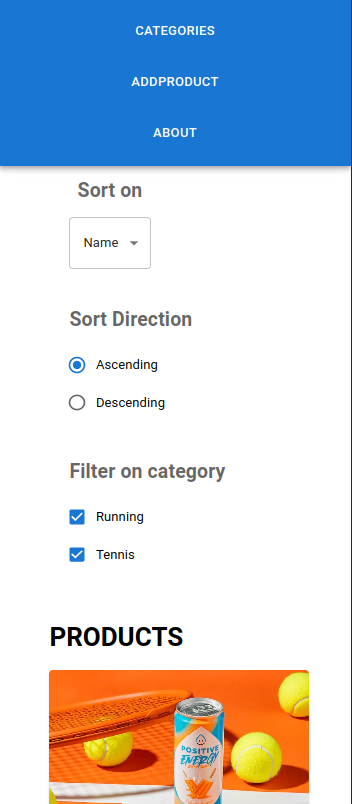 CATEGORIES
ADDPRODUCT
ABOUT
Sort on
Name
Sort Direction
Ascending
Descending
Filter on category
Running
Tennis
PRODUCTS
POSITIVE
ENERGY